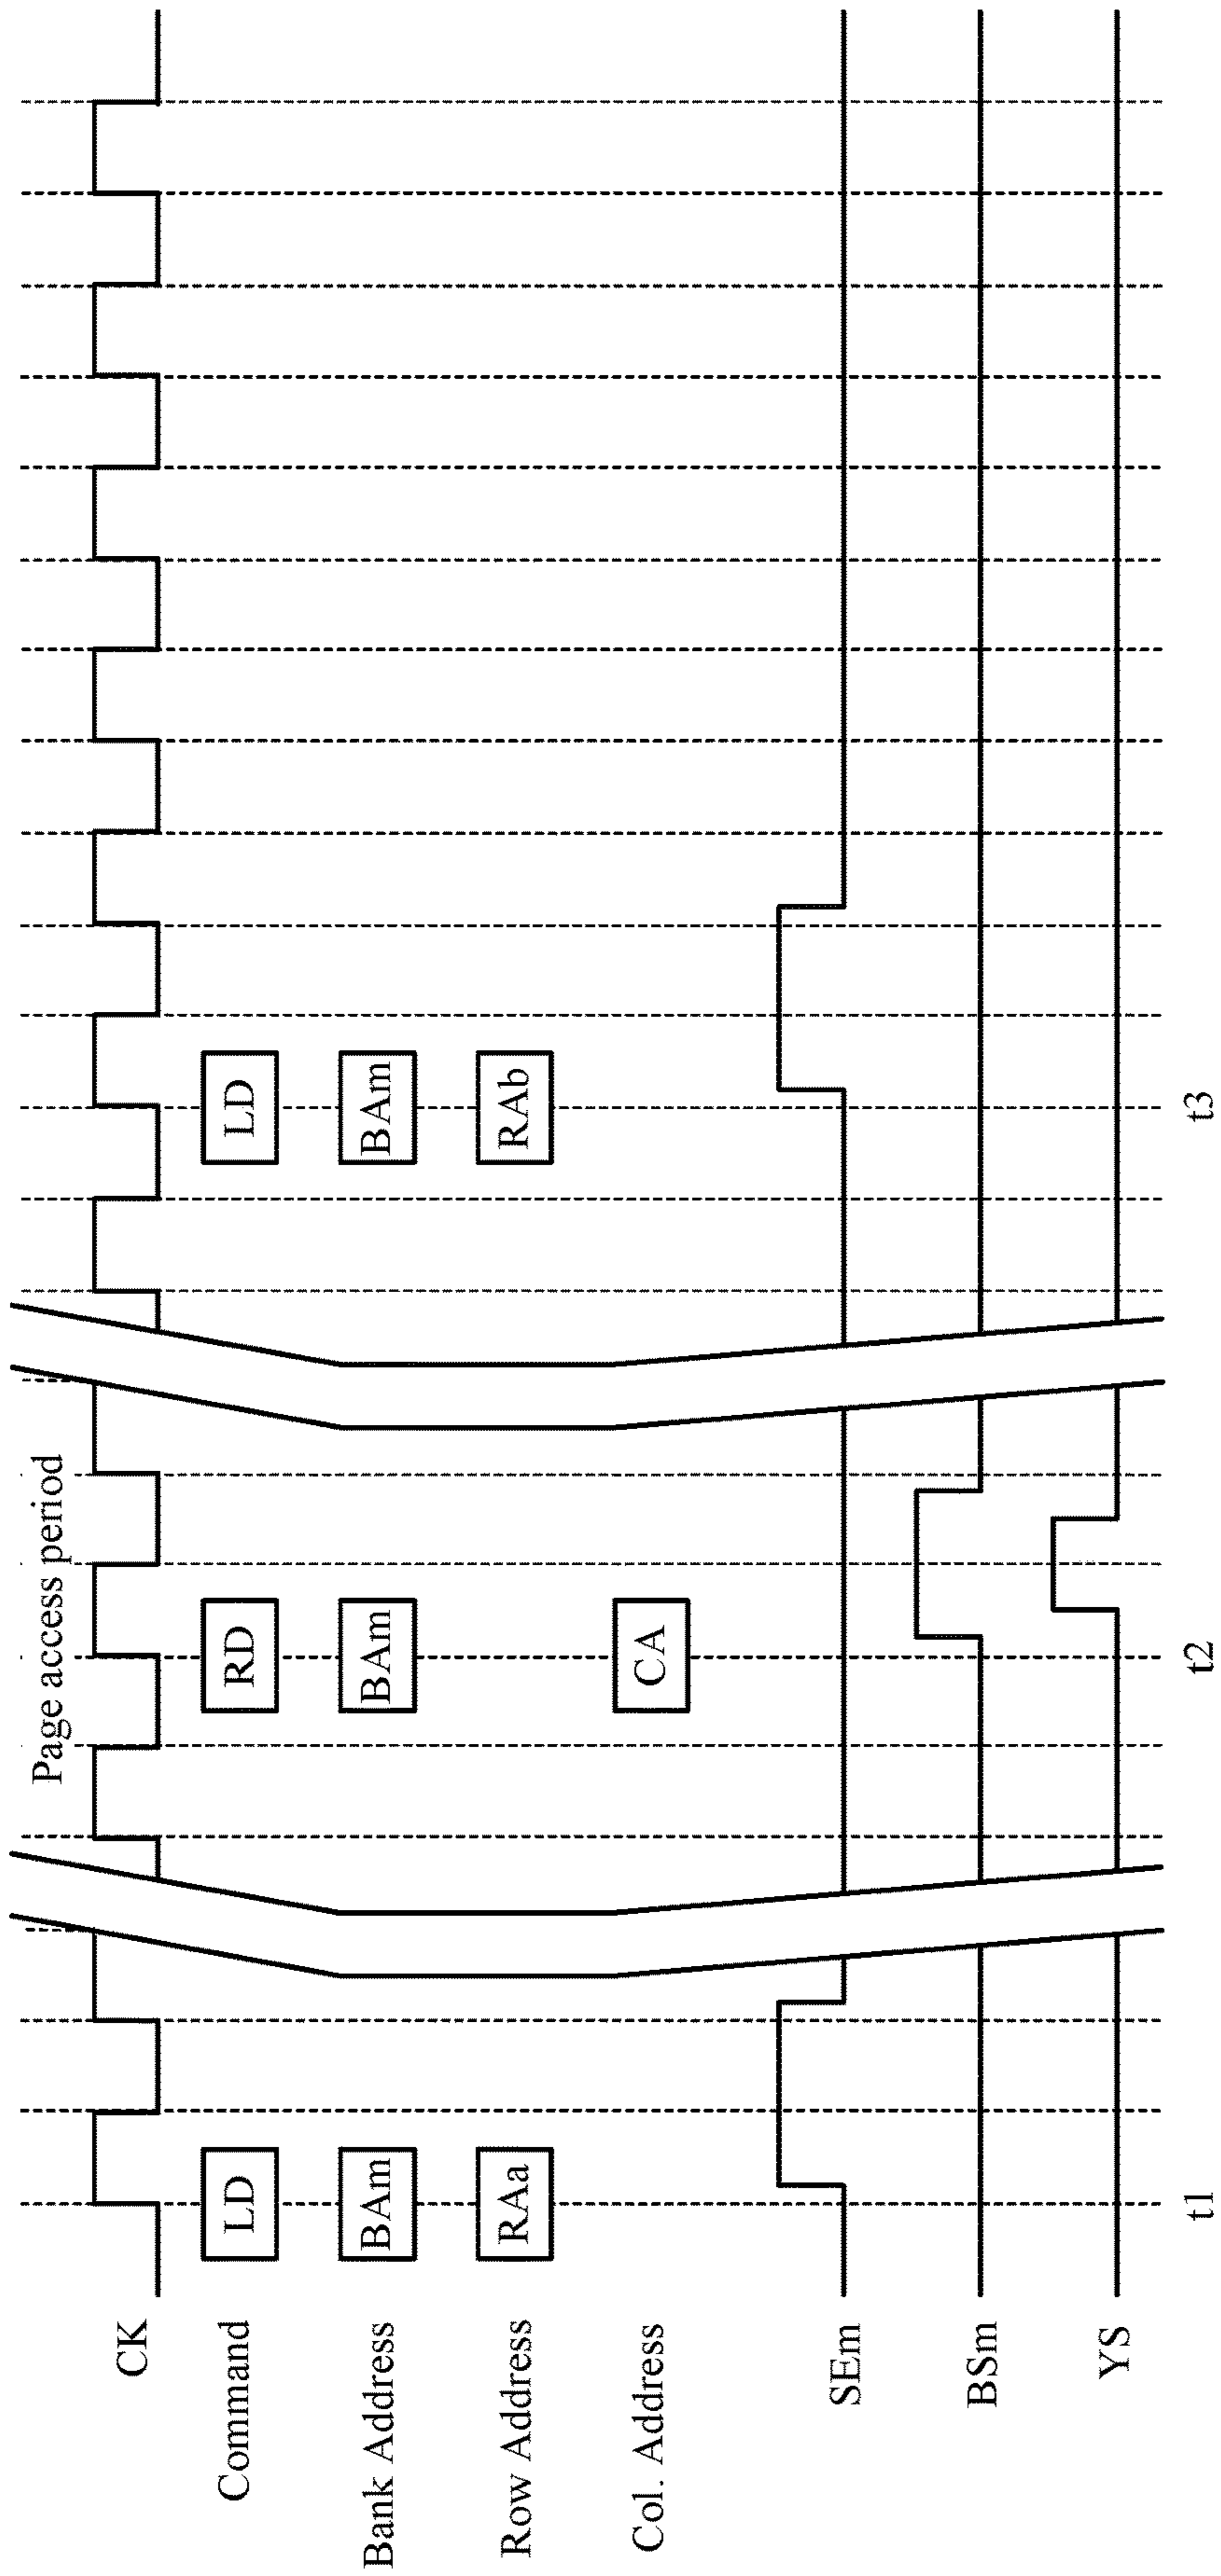 Page access period
CK
Command LD RD LD
Bank Address BAm BAm BAm
Row Address RAa RAb
Col. Address CA
SEm
BSm
YS
t1 t2 t3